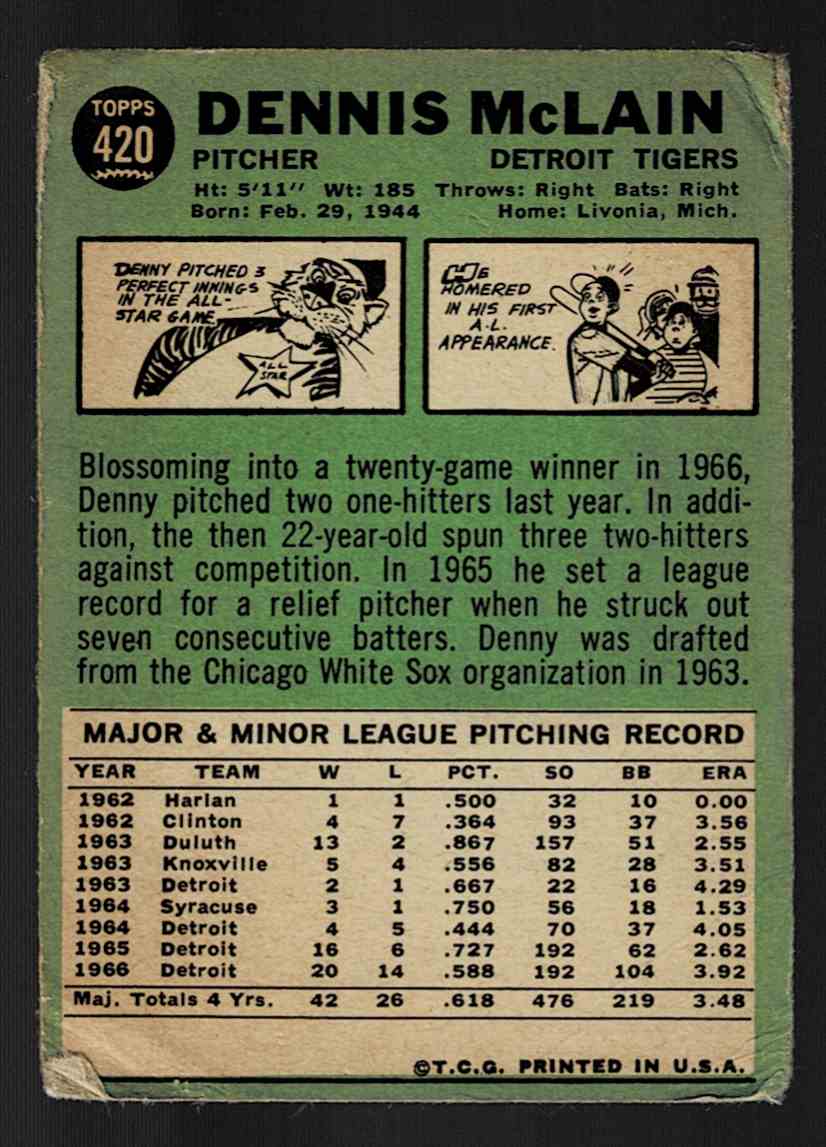 TOPPS
420
DENNIS McLAIN
PITCHER DETROIT TIGERS
Ht: 5'11" Wt: 185 Throws: Right Bats: Right
Born: Feb. 29, 1944 Home: Livonia, Mich.
DENNY PITCHED 3
PERFECT INNINGS
IN THE ALL-
STAR GAME
ALL
STAR
HE
HOMERED
IN HIS FIRST
A.L.
APPEARANCE.
Blossoming into a twenty-game winner in 1966,
Denny pitched two one-hitters last year. In addi-
tion, the then 22-year-old spun three two-hitters
against competition. In 1965 he set a league
record for a relief pitcher when he struck out
seven consecutive batters. Denny was drafted
from the Chicago White Sox organization in 1963.
MAJOR & MINOR LEAGUE PITCHING RECORD
YEAR TEAM W L PCT. SO BB ERA
1962 Harlan 1 1 .500 32 10 0.00
1962 Clinton 4 7 .364 93 37 3.56
1963 Duluth 13 2 .867 157 51 2.55
1963 Knoxville 5 4 .556 82 28 3.51
1963 Detroit 2 1 .667 22 16 4.29
1964 Syracuse 3 1 .750 56 18 1.53
1964 Detroit 4 5 .444 70 37 4.05
1965 Detroit 16 6 .727 192 62 2.62
1966 Detroit 20 14 .588 192 104 3.92
Maj. Totals 4 Yrs. 42 26 .618 476 219 3.48
©T.C.G. PRINTED IN U.S.A.